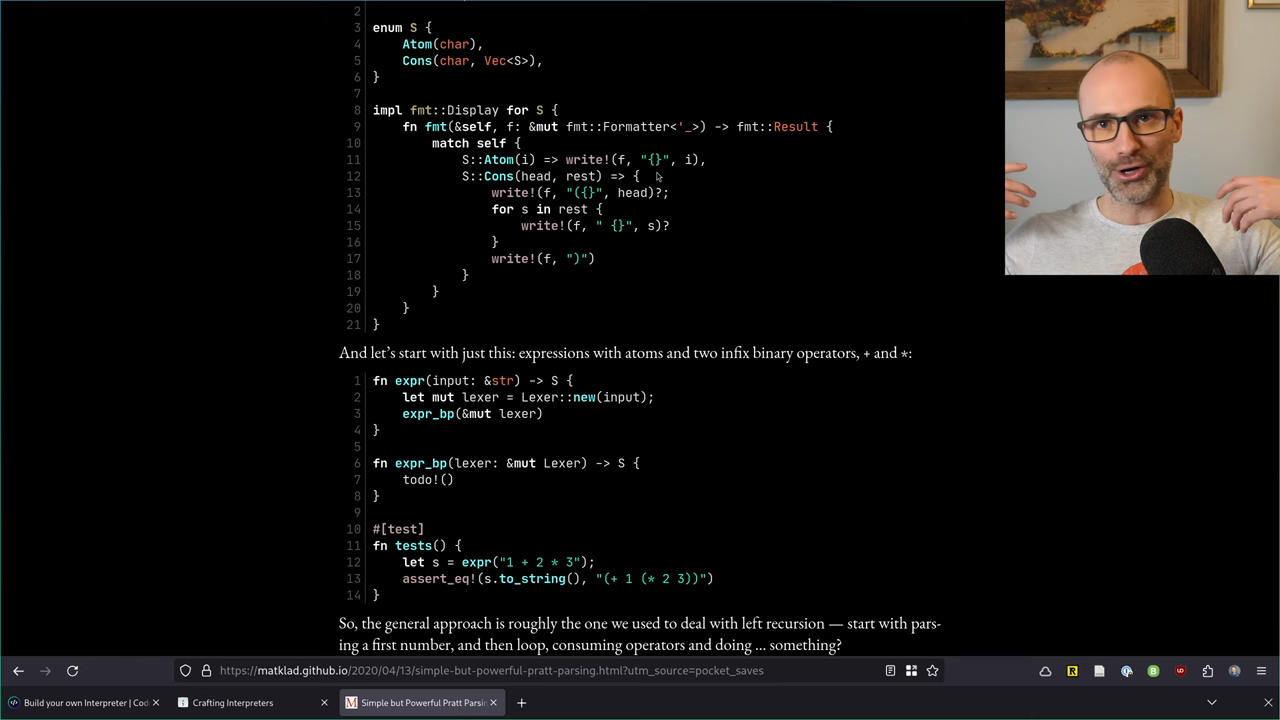 2
3 enum S {
4 Atom(char),
5 Cons(char, Vec<S>),
6 }
7
8 impl fmt::Display for S {
9 fn fmt(&self, f: &mut fmt::Formatter<'_>) -> fmt::Result {
10 match self {
11 S::Atom(i) => write!(f, "{}", i),
12 S::Cons(head, rest) => {
13 write!(f, "({}", head)?;
14 for s in rest {
15 write!(f, " {}", s)?
16 }
17 write!(f, ")")
18 }
19 }
20 }
21 }
And let's start with just this: expressions with atoms and two infix binary operators, + and *:
1 fn expr(input: &str) -> S {
2 let mut lexer = Lexer::new(input);
3 expr_bp(&mut lexer)
4 }
5
6 fn expr_bp(lexer: &mut Lexer) -> S {
7 todo!()
8 }
9
10 #[test]
11 fn tests() {
12 let s = expr("1 + 2 * 3");
13 assert_eq!(s.to_string(), "(+ 1 (* 2 3))")
14 }
So, the general approach is roughly the one we used to deal with left recursion — start with pars-
ing a first number, and then loop, consuming operators and doing … something?
https://matklad.github.io/2020/04/13/simple-but-powerful-pratt-parsing.html?utm_source=pocket_saves
Build your own Interpreter | Cod
Crafting Interpreters
Simple but Powerful Pratt Parsin